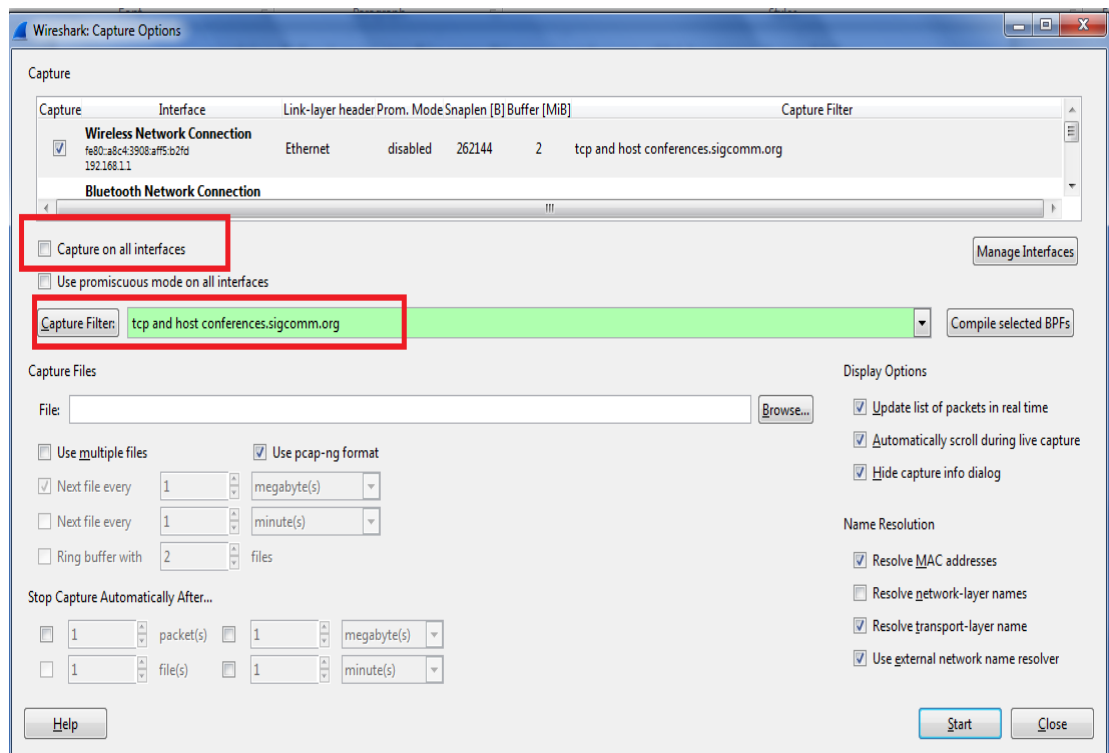 Wireshark: Capture Options
Capture
Capture Interface Link-layer header Prom. Mode Snaplen [B] Buffer [MiB] Capture Filter
Wireless Network Connection
fe80::a8c4:3908:aff5:b2fd
192.168.1.1
Ethernet disabled 262144 2 tcp and host conferences.sigcomm.org
Bluetooth Network Connection
Capture on all interfaces
Manage Interfaces
Use promiscuous mode on all interfaces
Capture Filter: tcp and host conferences.sigcomm.org
Compile selected BPFs
Capture Files
File:
Browse...
Use multiple files
Use pcap-ng format
Next file every 1 megabyte(s)
Next file every 1 minute(s)
Ring buffer with 2 files
Stop Capture Automatically After...
1 packet(s) 1 megabyte(s)
1 file(s) 1 minute(s)
Display Options
Update list of packets in real time
Automatically scroll during live capture
Hide capture info dialog
Name Resolution
Resolve MAC addresses
Resolve network-layer names
Resolve transport-layer name
Use external network name resolver
Help
Start
Close